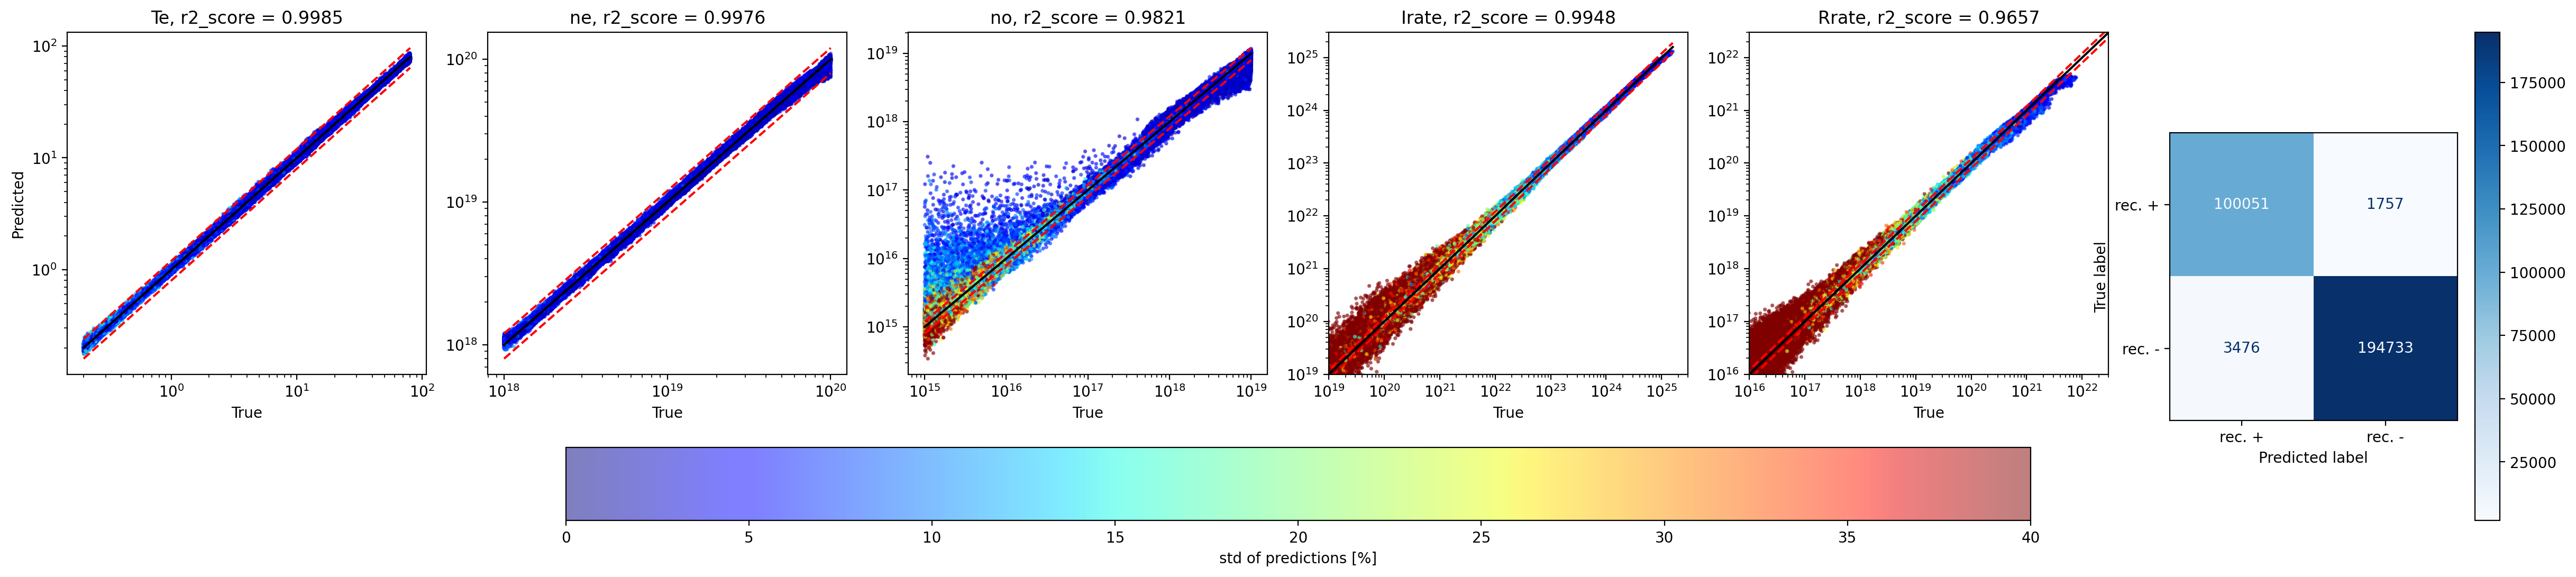 Te, r2_score = 0.9985
ne, r2_score = 0.9976
no, r2_score = 0.9821
Irate, r2_score = 0.9948
Rrate, r2_score = 0.9657
Predicted
10²
10¹
10⁰
10⁰ 10¹ 10²
True
10²⁰
10¹⁹
10¹⁸
10¹⁸ 10¹⁹ 10²⁰
True
10¹⁹
10¹⁸
10¹⁷
10¹⁶
10¹⁵
10¹⁵ 10¹⁶ 10¹⁷ 10¹⁸ 10¹⁹
True
10²⁵
10²⁴
10²³
10²²
10²¹
10²⁰
10¹⁹
10¹⁹ 10²⁰ 10²¹ 10²² 10²³ 10²⁴ 10²⁵
True
10²²
10²¹
10²⁰
10¹⁹
10¹⁸
10¹⁷
10¹⁶
10¹⁶ 10¹⁷ 10¹⁸ 10¹⁹ 10²⁰ 10²¹ 10²²
True
True label
rec. + 100051 1757
rec. - 3476 194733
rec. + rec. -
Predicted label
175000
150000
125000
100000
75000
50000
25000
0 5 10 15 20 25 30 35 40
std of predictions [%]